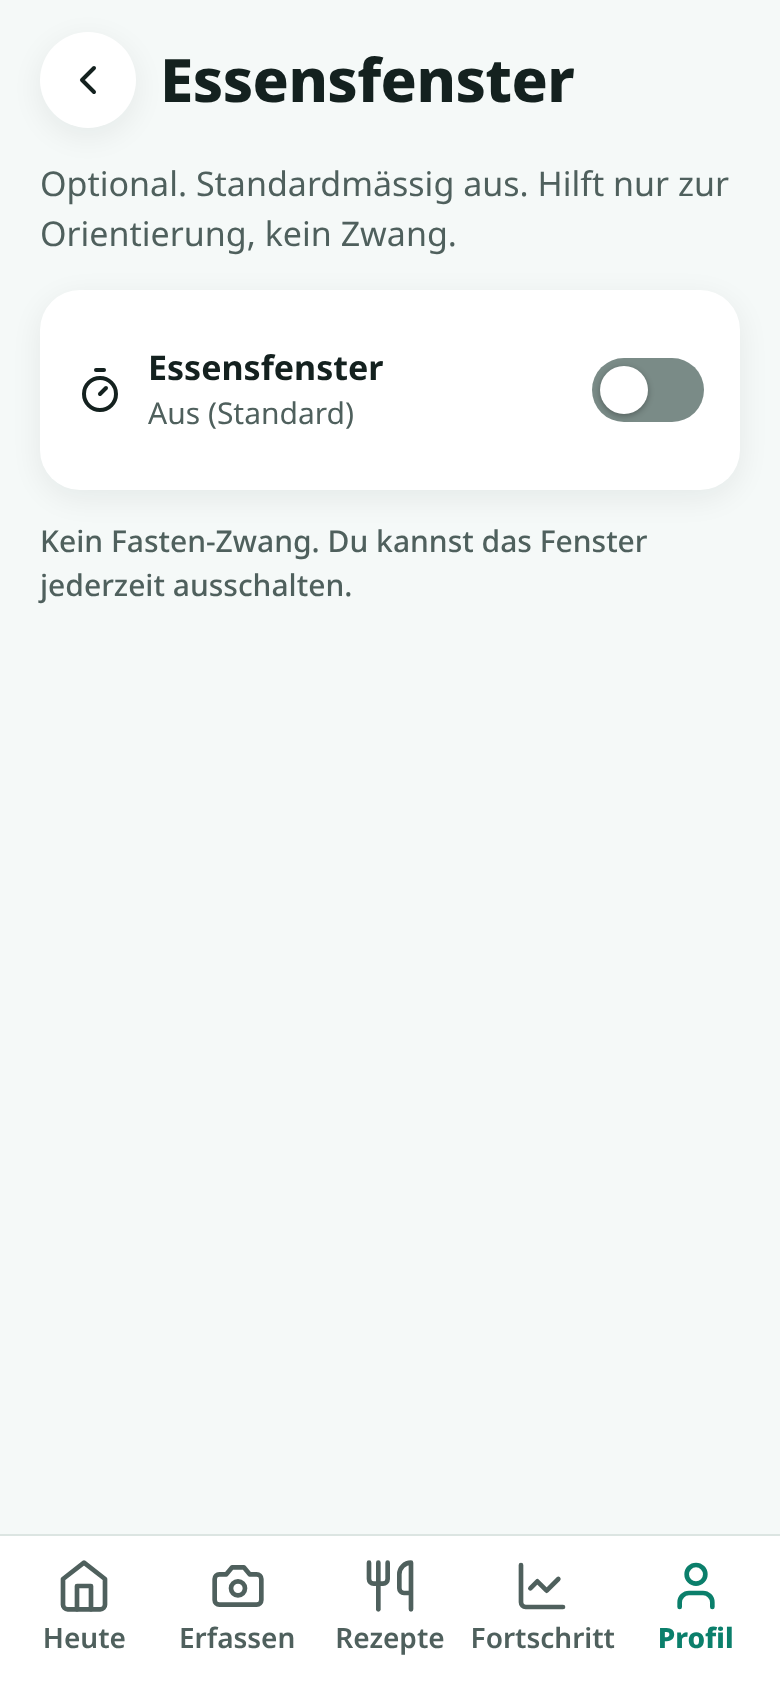 Essensfenster
Optional. Standardmässig aus. Hilft nur zur
Orientierung, kein Zwang.
Essensfenster
Aus (Standard)
Kein Fasten-Zwang. Du kannst das Fenster
jederzeit ausschalten.
Heute
Erfassen
Rezepte
Fortschritt
Profil